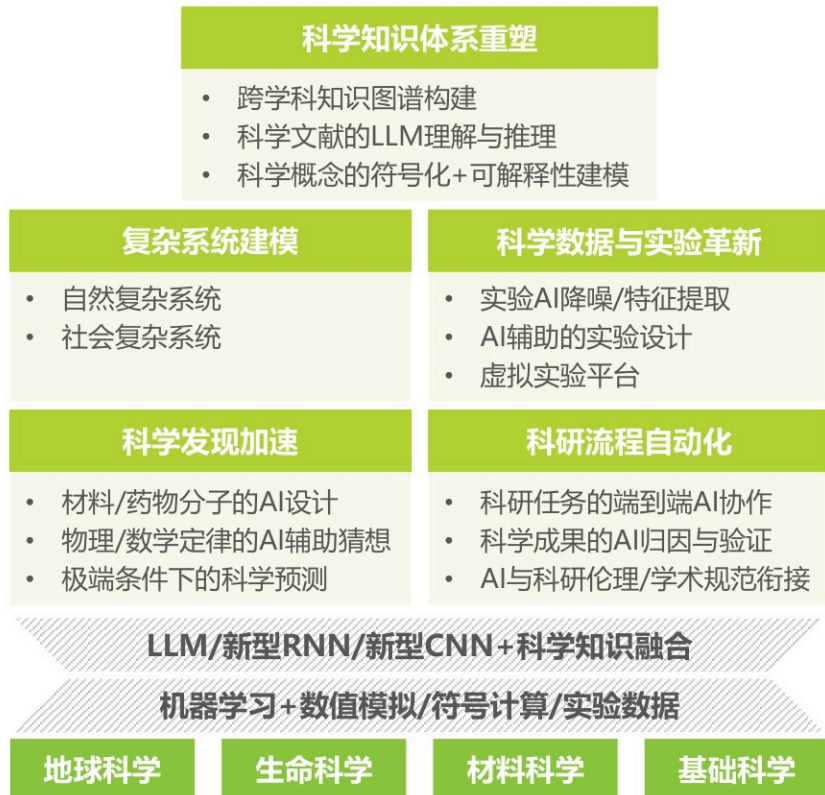 科学知识体系重塑
• 跨学科知识图谱构建
• 科学文献的LLM理解与推理
• 科学概念的符号化+可解释性建模
复杂系统建模
• 自然复杂系统
• 社会复杂系统
科学数据与实验革新
• 实验AI降噪/特征提取
• AI辅助的实验设计
• 虚拟实验平台
科学发现加速
• 材料/药物分子的AI设计
• 物理/数学定律的AI辅助猜想
• 极端条件下的科学预测
科研流程自动化
• 科研任务的端到端AI协作
• 科学成果的AI归因与验证
• AI与科研伦理/学术规范衔接
LLM/新型RNN/新型CNN+科学知识融合
机器学习+数值模拟/符号计算/实验数据
地球科学
生命科学
材料科学
基础科学